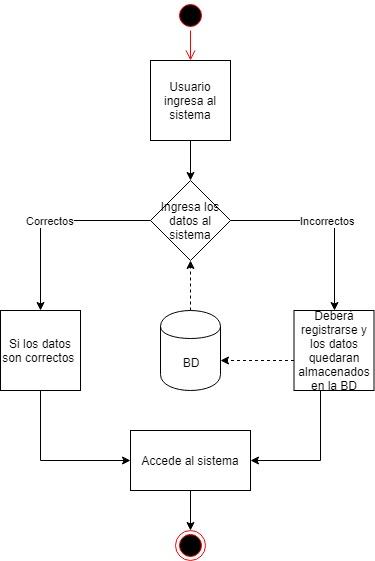 Usuario
ingresa al
sistema
Ingresa los
datos al
sistema
Correctos
Incorrectos
Si los datos
son correctos
BD
Deberá
registrarse y
los datos
quedaran
almacenados
en la BD
Accede al sistema